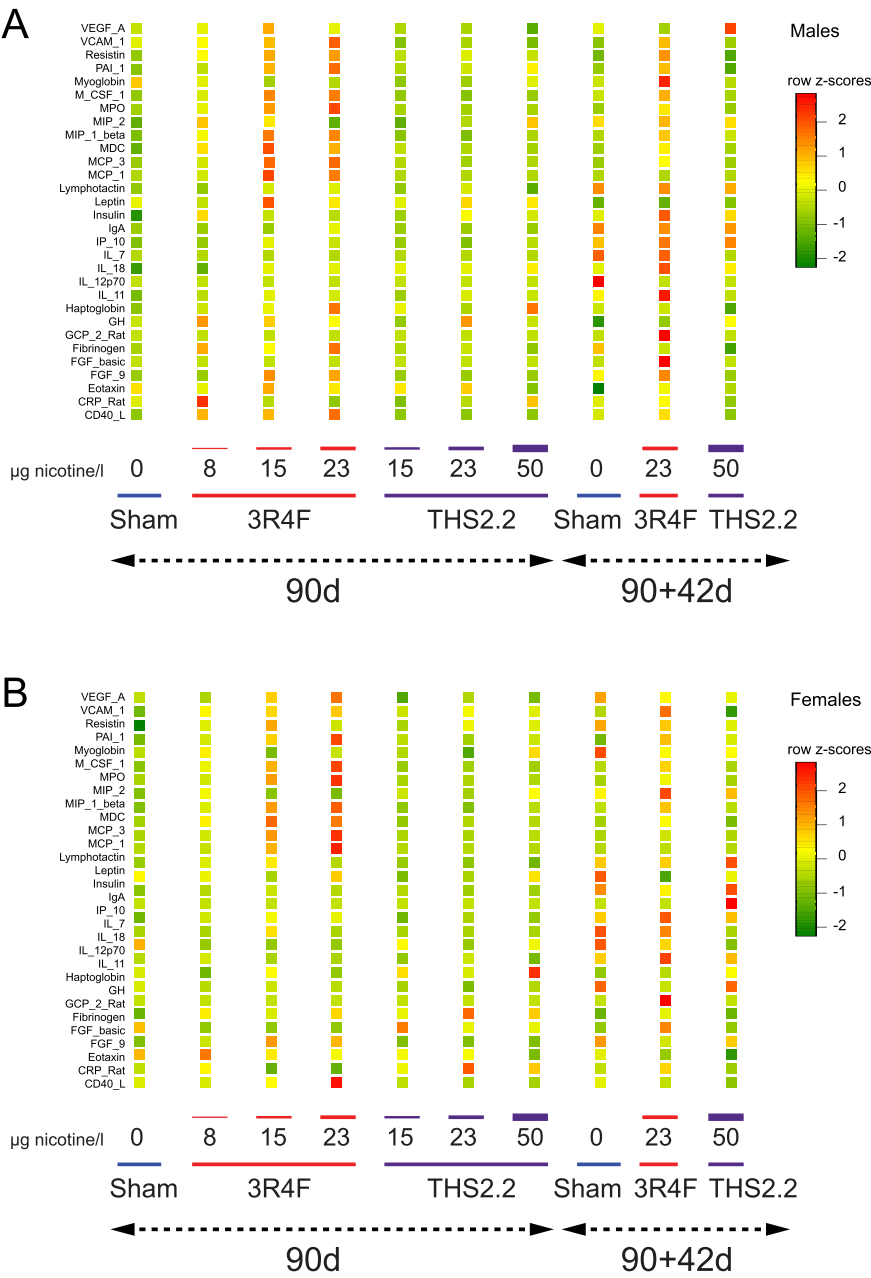 A
Males
VEGF_A
VCAM_1
Resistin
PAI_1
Myoglobin
M_CSF_1
MPO
MIP_2
MIP_1_beta
MDC
MCP_3
MCP_1
Lymphotactin
Leptin
Insulin
IgA
IP_10
IL_7
IL_18
IL_12p70
IL_11
Haptoglobin
GH
GCP_2_Rat
Fibrinogen
FGF_basic
FGF_9
Eotaxin
CRP_Rat
CD40_L
row z-scores
2
1
0
-1
-2
µg nicotine/l 0 8 15 23 15 23 50 0 23 50
Sham 3R4F THS2.2 Sham 3R4F THS2.2
90d 90+42d
B
Females
VEGF_A
VCAM_1
Resistin
PAI_1
Myoglobin
M_CSF_1
MPO
MIP_2
MIP_1_beta
MDC
MCP_3
MCP_1
Lymphotactin
Leptin
Insulin
IgA
IP_10
IL_7
IL_18
IL_12p70
IL_11
Haptoglobin
GH
GCP_2_Rat
Fibrinogen
FGF_basic
FGF_9
Eotaxin
CRP_Rat
CD40_L
row z-scores
2
1
0
-1
-2
µg nicotine/l 0 8 15 23 15 23 50 0 23 50
Sham 3R4F THS2.2 Sham 3R4F THS2.2
90d 90+42d